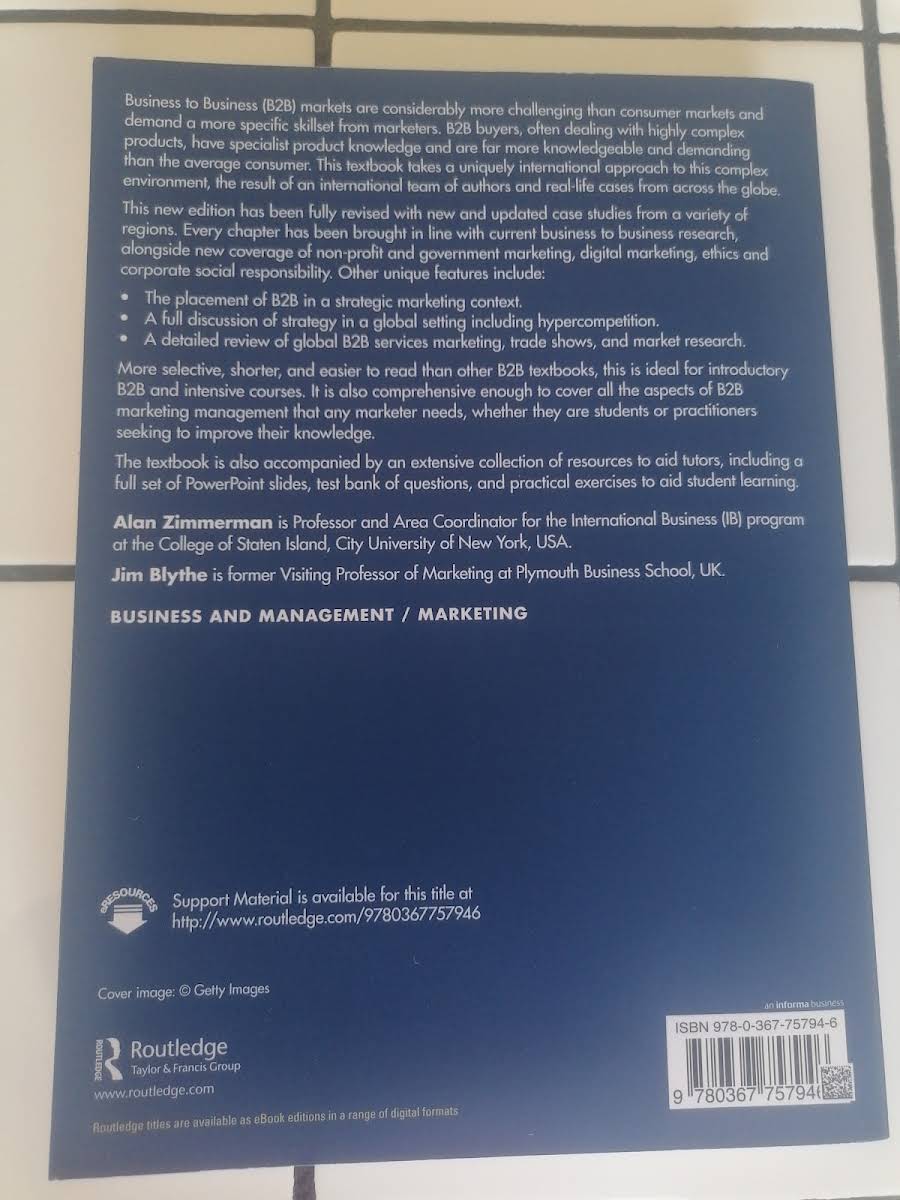 Business to Business (B2B) markets are considerably more challenging than consumer markets and
demand a more specific skillset from marketers. B2B buyers, often dealing with highly complex
products, have specialist product knowledge and are far more knowledgeable and demanding
than the average consumer. This textbook takes a uniquely international approach to this complex
environment, the result of an international team of authors and real-life cases from across the globe.
This new edition has been fully revised with new and updated case studies from a variety of
regions. Every chapter has been brought in line with current business to business research,
alongside new coverage of non-profit and government marketing, digital marketing, ethics and
corporate social responsibility. Other unique features include:
• The placement of B2B in a strategic marketing context.
• A full discussion of strategy in a global setting including hypercompetition.
• A detailed review of global B2B services marketing, trade shows, and market research.
More selective, shorter, and easier to read than other B2B textbooks, this is ideal for introductory
B2B and intensive courses. It is also comprehensive enough to cover all the aspects of B2B
marketing management that any marketer needs, whether they are students or practitioners
seeking to improve their knowledge.
The textbook is also accompanied by an extensive collection of resources to aid tutors, including a
full set of PowerPoint slides, test bank of questions, and practical exercises to aid student learning.
Alan Zimmerman is Professor and Area Coordinator for the International Business (IB) program
at the College of Staten Island, City University of New York, USA.
Jim Blythe is former Visiting Professor of Marketing at Plymouth Business School, UK.
BUSINESS AND MANAGEMENT / MARKETING
eRESOURCES
Support Material is available for this title at
http://www.routledge.com/9780367757946
Cover image: © Getty Images
an informa business
ISBN 978-0-367-75794-6
9 780367 75794
ROUTLEDGE
Routledge
Taylor & Francis Group
www.routledge.com
Routledge titles are available as eBook editions in a range of digital formats